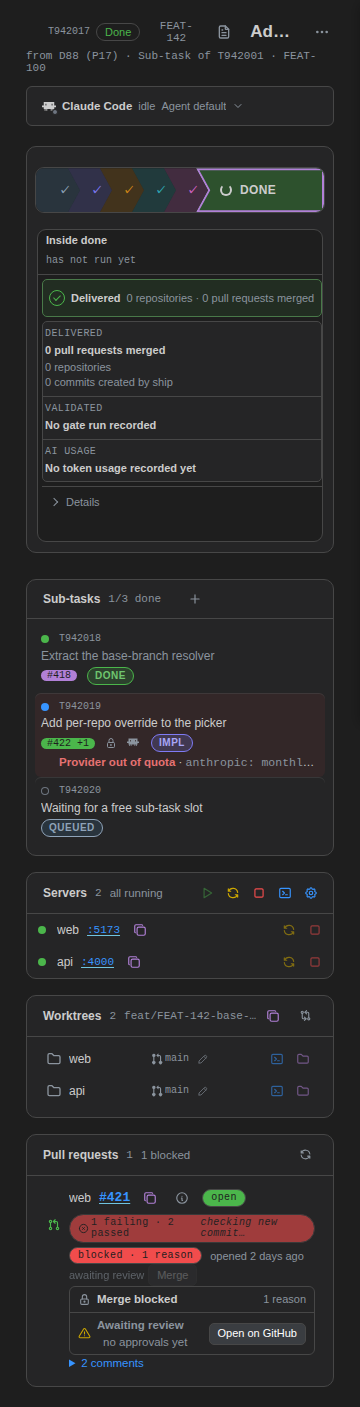 T942017 Done FEAT-142 Ad… ⋯
from D88 (P17) · Sub-task of T942001 · FEAT-100
Claude Code idle Agent default
DONE
Inside done
has not run yet
Delivered 0 repositories · 0 pull requests merged
DELIVERED
0 pull requests merged
0 repositories
0 commits created by ship
VALIDATED
No gate run recorded
AI USAGE
No token usage recorded yet
Details
Sub-tasks 1/3 done
T942018
Extract the base-branch resolver
#418 DONE
T942019
Add per-repo override to the picker
#422 +1 IMPL
Provider out of quota · anthropic: monthl…
T942020
Waiting for a free sub-task slot
QUEUED
Servers 2 all running
web :5173
api :4000
Worktrees 2 feat/FEAT-142-base-…
web main
api main
Pull requests 1 1 blocked
web #421 open
1 failing · 2 passed checking new commit…
blocked · 1 reason opened 2 days ago
awaiting review Merge
Merge blocked 1 reason
Awaiting review
no approvals yet
Open on GitHub
2 comments